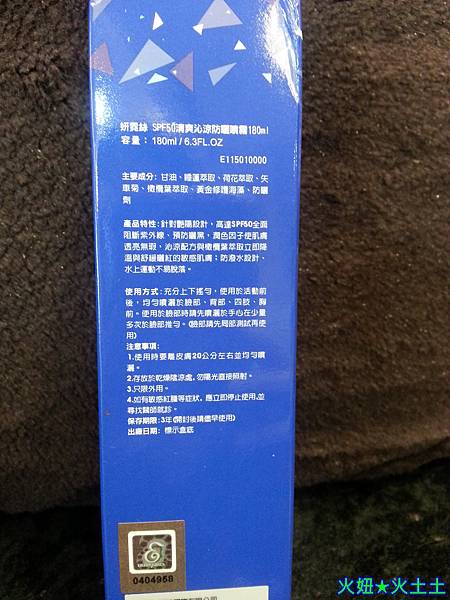 妍霓絲 SPF50清爽沁涼防曬噴霧180ml
容量：180ml/6.3FL.OZ
E115010000
主要成分: 甘油、睡蓮萃取、荷花萃取、矢
車菊、橄欖葉萃取、黃金修護海藻、防曬
劑
產品特性: 針對艷陽設計，高達SPF50全面
阻斷紫外線、預防曬黑，潤色因子使肌膚
透亮無瑕，沁涼配方與橄欖葉萃取立即降
溫與舒緩曬紅的敏感肌膚；防潑水設計、
水上運動不易脫落。
使用方式: 充分上下搖勻，使用於活動前
後，均勻噴灑於臉部、背部、四肢、胸
前。使用於臉部時請先噴灑於手心在少量
多次於臉部推勻。(臉部請先局部測試再使
用)
注意事項:
1.使用時要離皮膚20公分左右並均勻噴
灑。
2.存放於乾燥陰涼處,勿陽光直接照射。
3.只限外用。
4.如有敏感紅腫等症狀, 應立即停止使用,並
尋找醫師就診。
保存期限: 3年(開封後請儘早使用)
出廠日期: 標示盒底
0404958
火妞★火土土